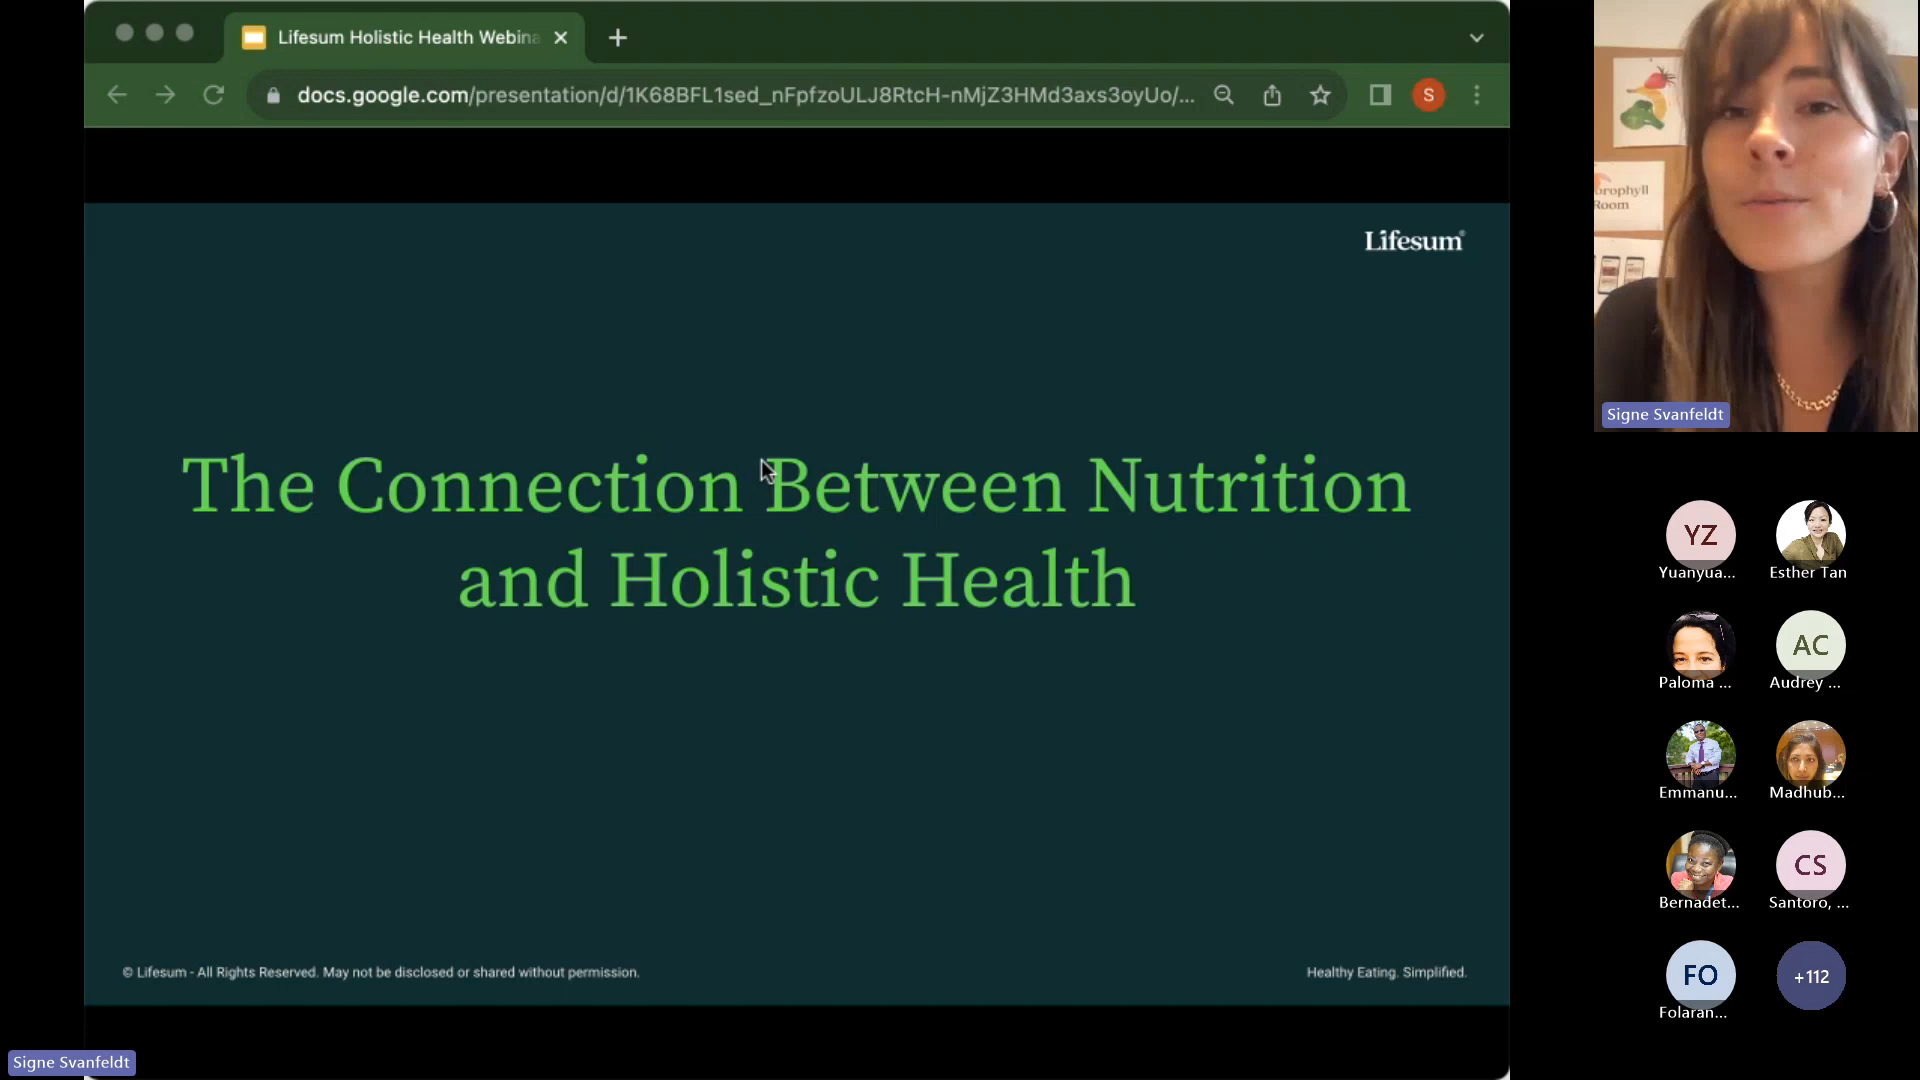 Lifesum Holistic Health Webina
docs.google.com/presentation/d/1K68BFL1sed_nFpfzoULJ8RtcH-nMjZ3HMd3axs3oyUo/...
S
Lifesum®
The Connection Between Nutrition
and Holistic Health
© Lifesum - All Rights Reserved. May not be disclosed or shared without permission.
Healthy Eating. Simplified.
Signe Svanfeldt
orophyll
Room
Signe Svanfeldt
YZ
Yuanyua...
Esther Tan
Paloma ...
AC
Audrey ...
Emmanu...
Madhub...
Bernadet...
CS
Santoro, ...
FO
Folaran...
+112